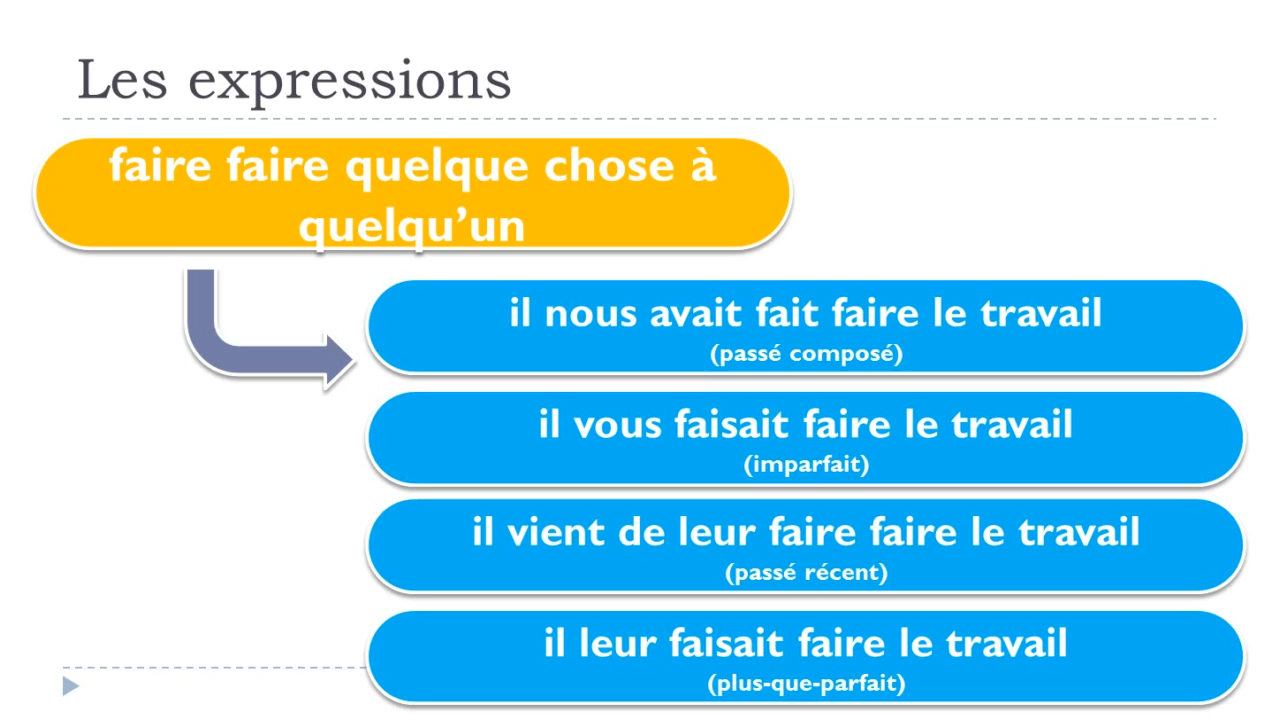 Les expressions
faire faire quelque chose à
quelqu’un
il nous avait fait faire le travail
(passé composé)
il vous faisait faire le travail
(imparfait)
il vient de leur faire faire le travail
(passé récent)
il leur faisait faire le travail
(plus-que-parfait)